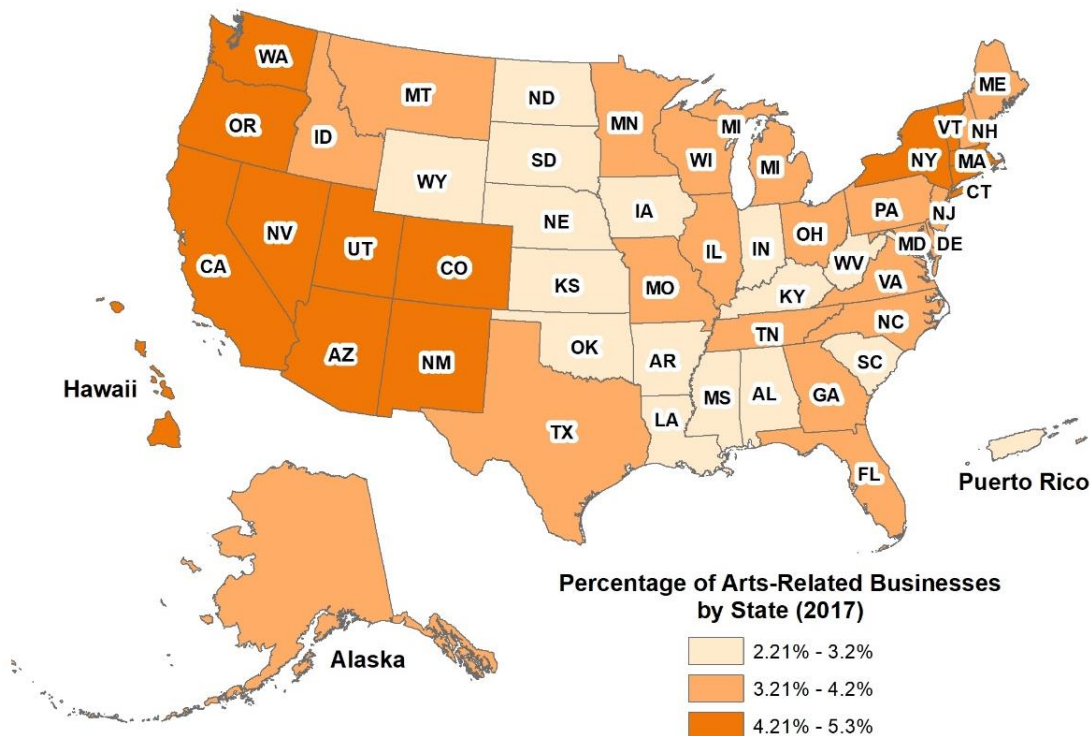 WA
MT
ND
MN
ME
OR
ID
SD
WI
MI
MI
VT
NH
NY
MA
CT
WY
NE
IA
PA
NJ
NV
UT
CO
IL
IN
OH
MD
DE
WV
CA
KS
MO
KY
VA
AZ
NM
OK
AR
TN
NC
SC
TX
LA
MS
AL
GA
FL
Hawaii
Puerto Rico
Alaska
Percentage of Arts-Related Businesses
by State (2017)
2.21% - 3.2%
3.21% - 4.2%
4.21% - 5.3%